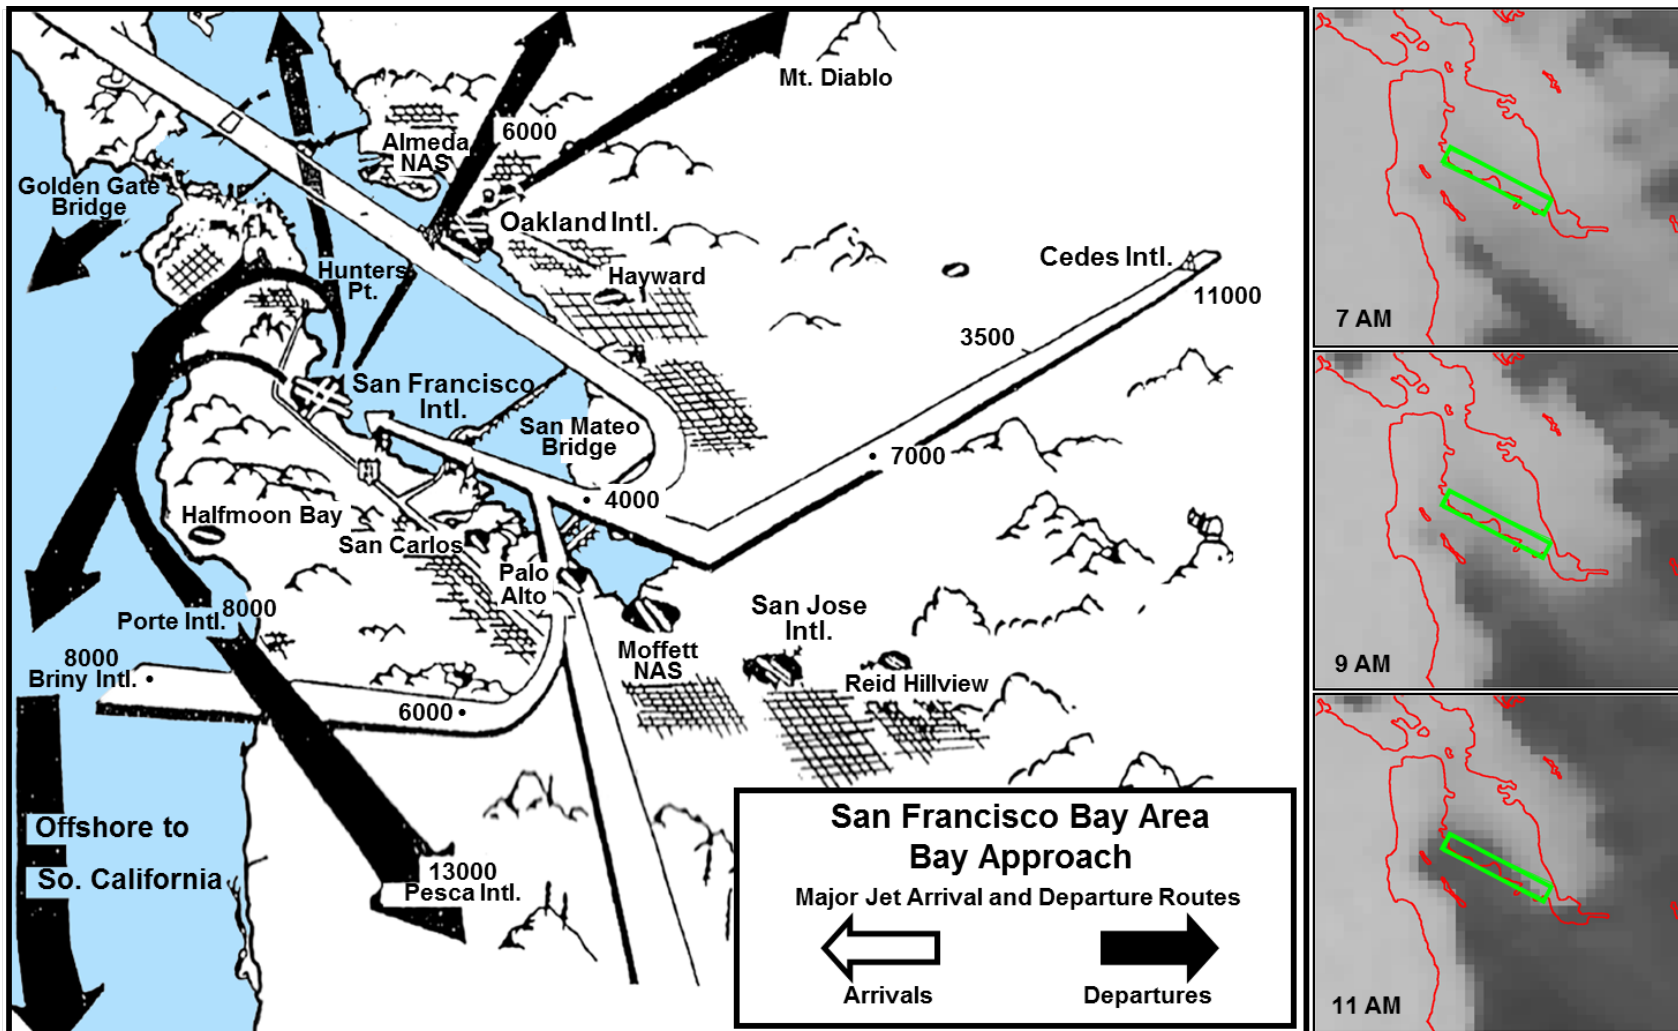 Mt. Diablo
6000
Almeda
NAS
Golden Gate
Bridge
Oakland Intl.
Hunters
Pt.
Hayward
Cedes Intl.
11000
3500
San Francisco
Intl.
San Mateo
Bridge
7000
4000
Halfmoon Bay
San Carlos
Palo
Alto
Porte Intl.
8000
San Jose
Intl.
Moffett
NAS
8000
Briny Intl.
Reid Hillview
6000
Offshore to
So. California
13000
Pesca Intl.
San Francisco Bay Area
Bay Approach
Major Jet Arrival and Departure Routes
Arrivals
Departures
7 AM
9 AM
11 AM